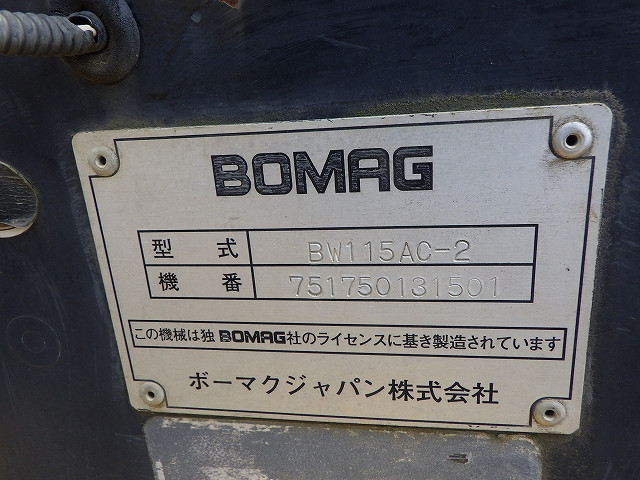 BOMAG
型式 BW115AC-2
機番 751750131501
この機械は独BOMAG社のライセンスに基き製造されています
ボーマクジャパン株式会社